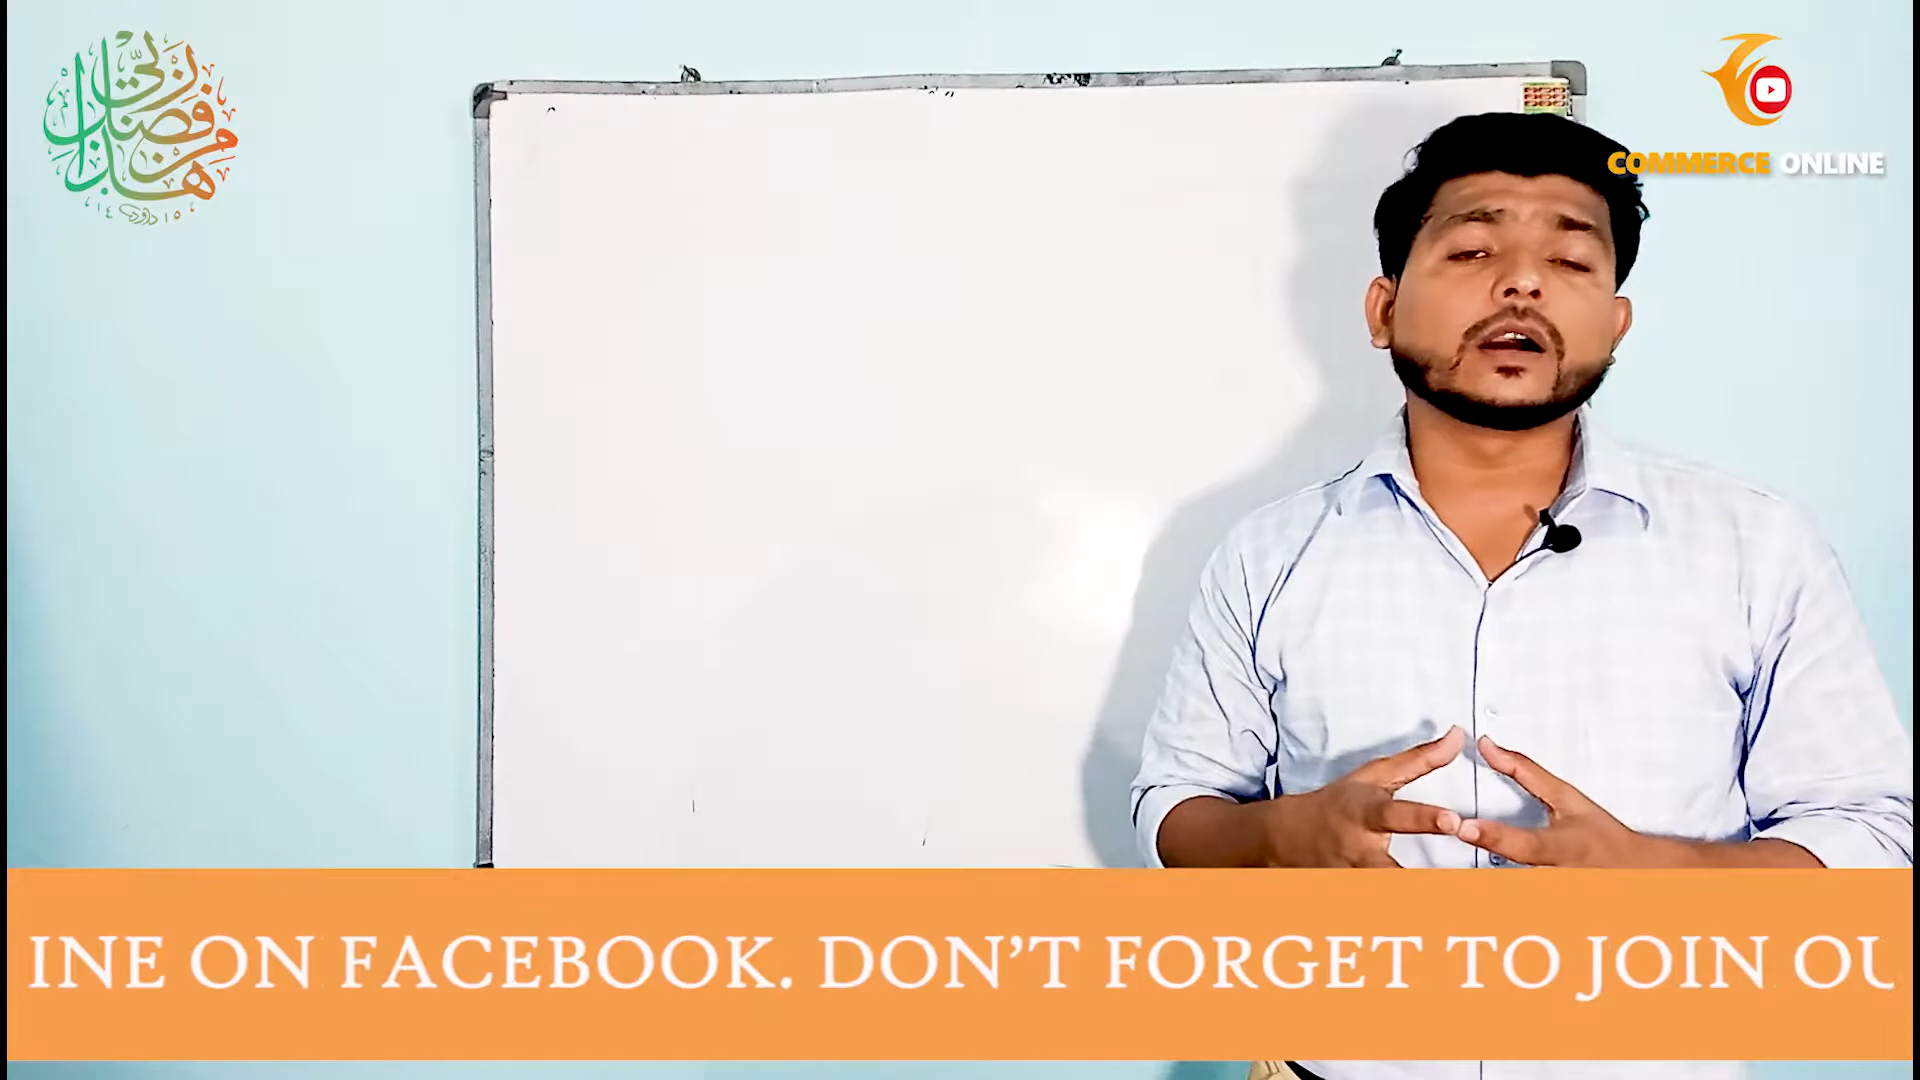 هذا من فضل ربي
COMMERCE ONLINE
INE ON FACEBOOK. DON’T FORGET TO JOIN OU